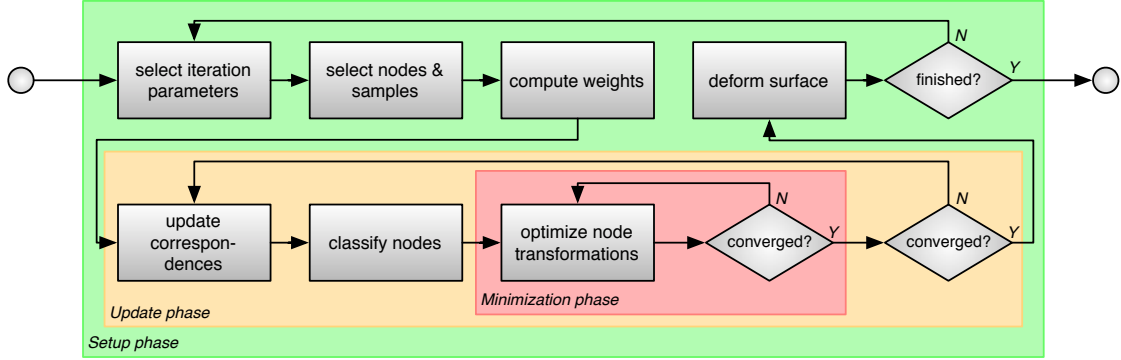 N
select iteration
parameters
select nodes &
samples
compute weights
deform surface
finished?
Y
N
N
update
correspon-
dences
classify nodes
optimize node
transformations
converged?
Y
converged?
Y
Minimization phase
Update phase
Setup phase